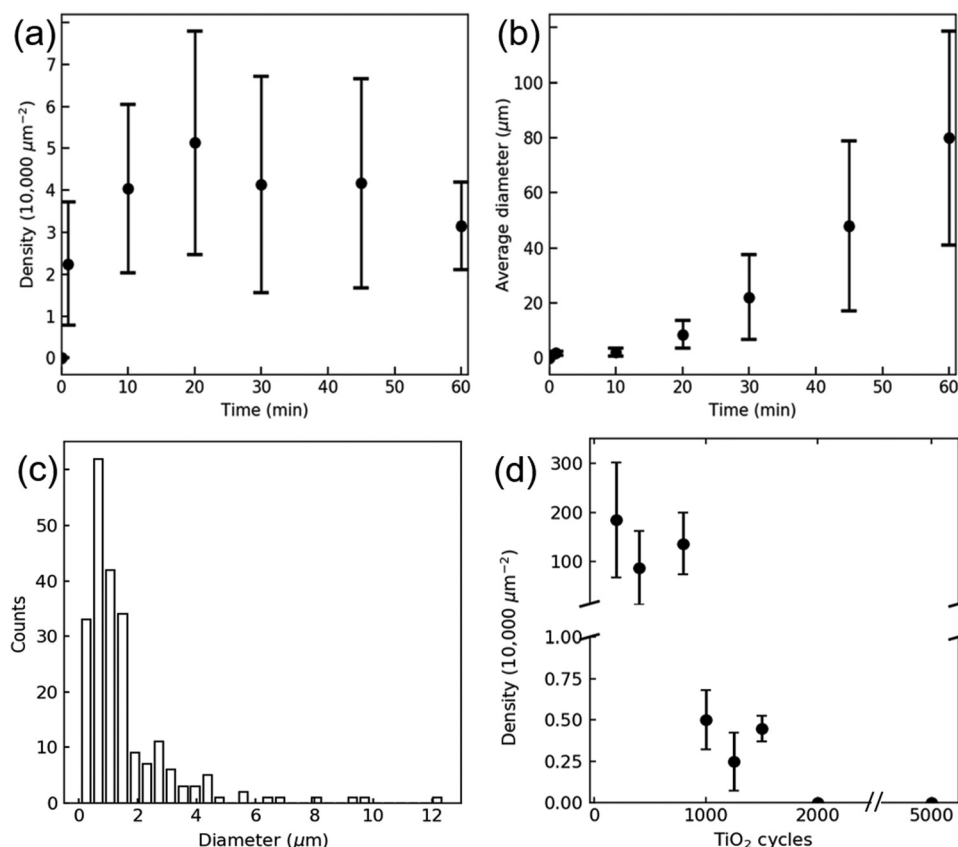 (a)
Density (10,000 μm⁻²)
7
6
5
4
3
2
1
0
0 10 20 30 40 50 60
Time (min)
(b)
Average diameter (μm)
100
80
60
40
20
0
0 10 20 30 40 50 60
Time (min)
(c)
Counts
50
40
30
20
10
0
0 2 4 6 8 10 12
Diameter (μm)
(d)
Density (10,000 μm⁻²)
300
200
100
1.00
0.75
0.50
0.25
0.00
0 1000 2000 // 5000
TiO₂ cycles